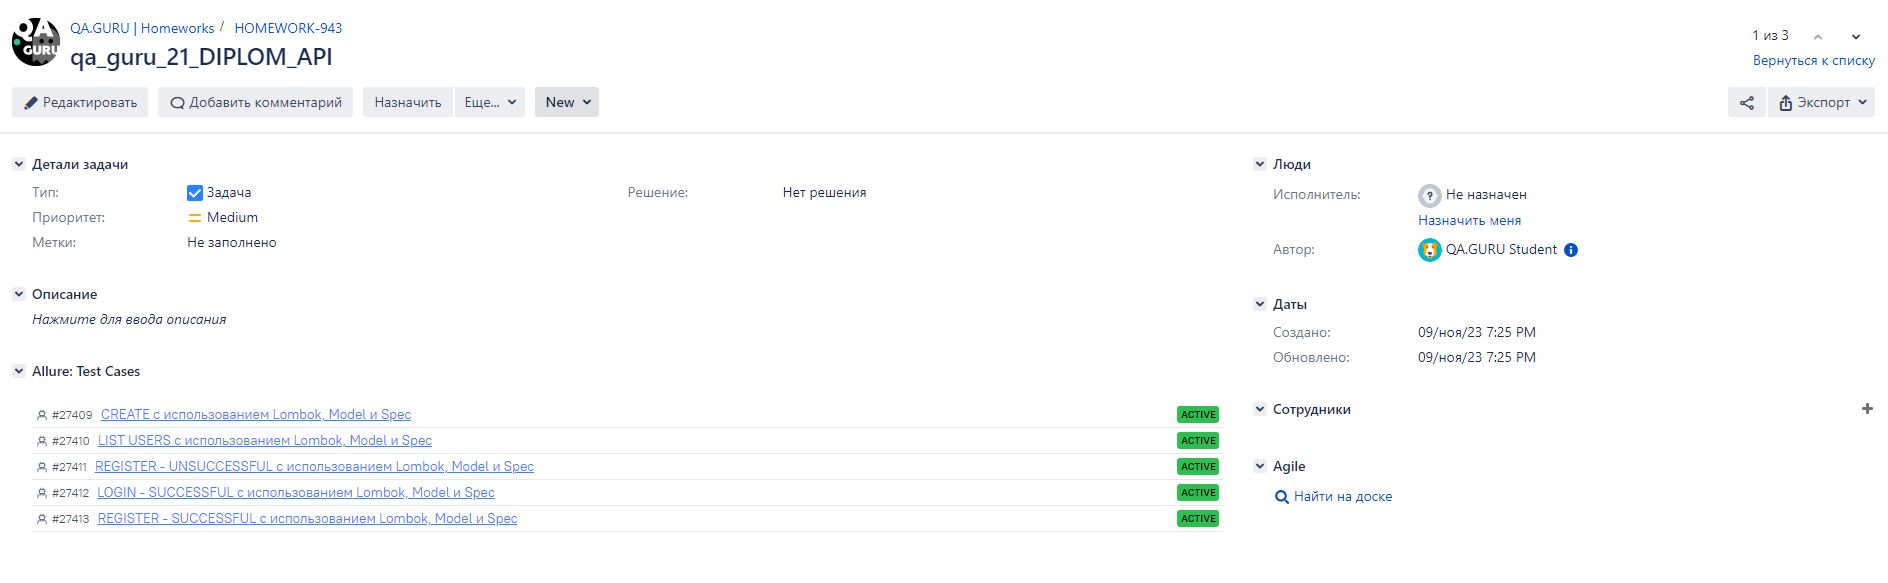 QA GURU
QA.GURU | Homeworks / HOMEWORK-943
qa_guru_21_DIPLOM_API
1 из 3
Вернуться к списку
Редактировать Добавить комментарий Назначить Еще... New Экспорт
Детали задачи
Тип: Задача Решение: Нет решения
Приоритет: Medium
Метки: Не заполнено
Описание
Нажмите для ввода описания
Allure: Test Cases
#27409 CREATE с использованием Lombok, Model и Spec ACTIVE
#27410 LIST USERS с использованием Lombok, Model и Spec ACTIVE
#27411 REGISTER - UNSUCCESSFUL с использованием Lombok, Model и Spec ACTIVE
#27412 LOGIN - SUCCESSFUL с использованием Lombok, Model и Spec ACTIVE
#27413 REGISTER - SUCCESSFUL с использованием Lombok, Model и Spec ACTIVE
Люди
Исполнитель: Не назначен
Назначить меня
Автор: QA.GURU Student
Даты
Создано: 09/ноя/23 7:25 PM
Обновлено: 09/ноя/23 7:25 PM
Сотрудники
Agile
Найти на доске